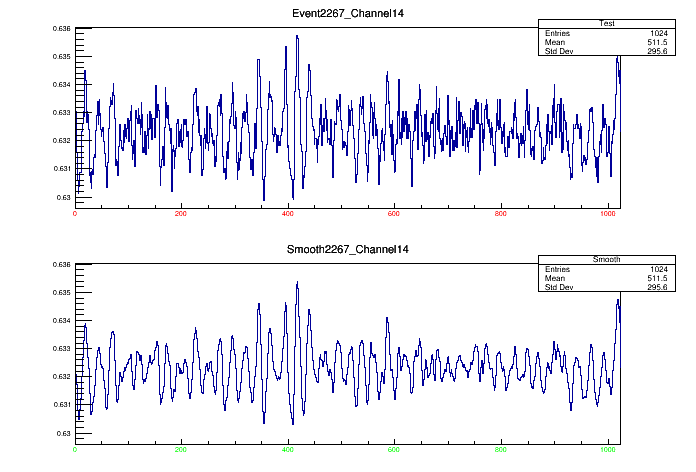 Event2267_Channel14
Test
Entries 1024
Mean 511.5
Std Dev 295.6
0.636
0.635
0.634
0.633
0.632
0.631
0.63
0 200 400 600 800 1000
Smooth2267_Channel14
Smooth
Entries 1024
Mean 511.5
Std Dev 295.6
0.636
0.635
0.634
0.633
0.632
0.631
0.63
0 200 400 600 800 1000